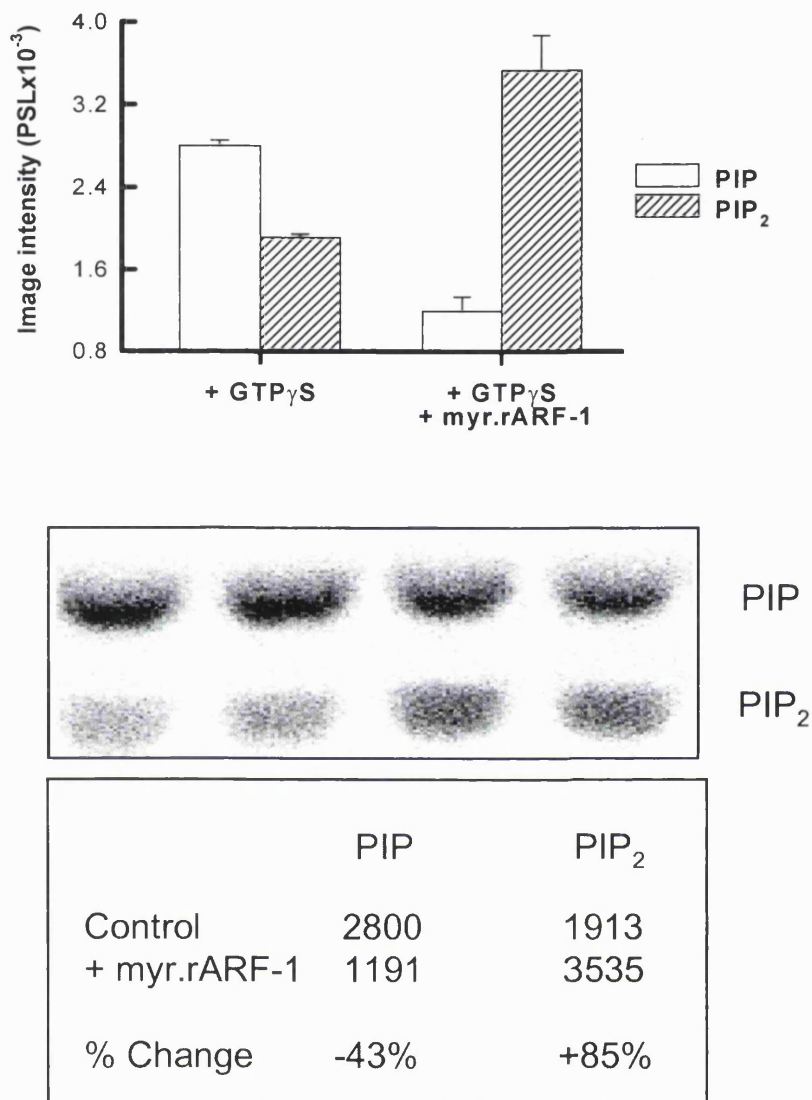 Image intensity (PSLx10⁻³)
4.0
3.2
2.4
1.6
0.8
PIP
PIP₂
+ GTPγS
+ GTPγS
+ myr.rARF-1
PIP
PIP₂
PIP PIP₂
Control 2800 1913
+ myr.rARF-1 1191 3535
% Change -43% +85%